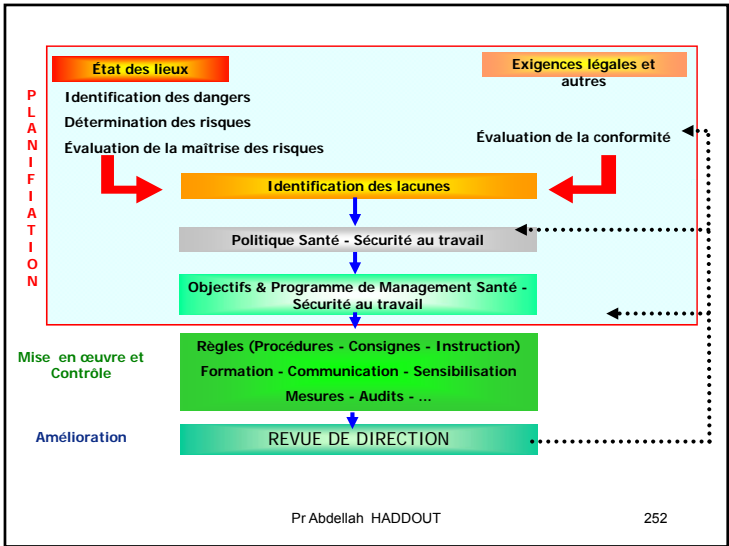 État des lieux
Exigences légales et
autres
Identification des dangers
Détermination des risques
Évaluation de la maîtrise des risques
Évaluation de la conformité
PLANIFIATION
Identification des lacunes
Politique Santé - Sécurité au travail
Objectifs & Programme de Management Santé -
Sécurité au travail
Mise en œuvre et
Contrôle
Règles (Procédures - Consignes - Instruction)
Formation - Communication - Sensibilisation
Mesures - Audits - ...
Amélioration
REVUE DE DIRECTION
Pr Abdellah HADDOUT
252